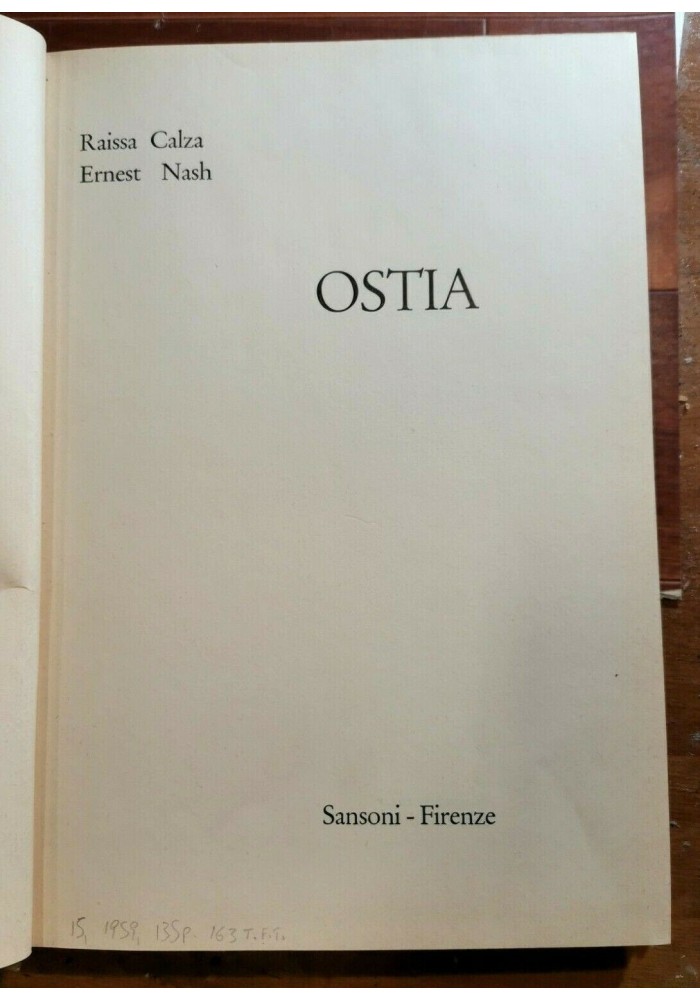 Raissa Calza
Ernest Nash
OSTIA
Sansoni - Firenze
15, 1959, 135p. 163 T.F.T.